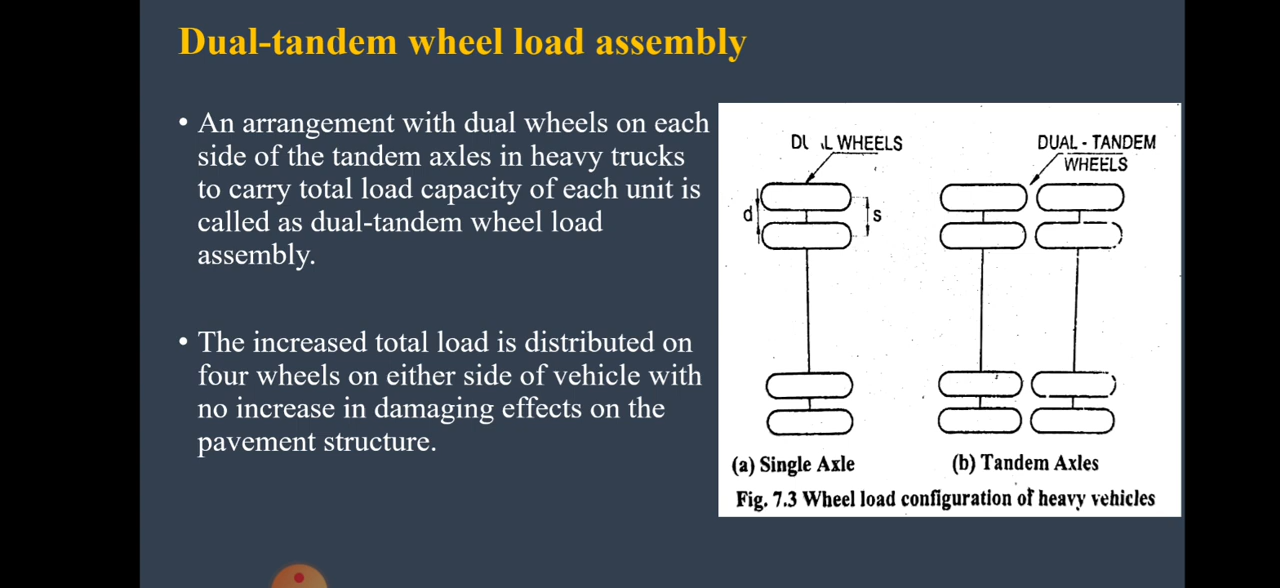 Dual-tandem wheel load assembly
• An arrangement with dual wheels on each
side of the tandem axles in heavy trucks
to carry total load capacity of each unit is
called as dual-tandem wheel load
assembly.
• The increased total load is distributed on
four wheels on either side of vehicle with
no increase in damaging effects on the
pavement structure.
WHEELS
DUAL - TANDEM
WHEELS
d
s
(a) Single Axle
(b) Tandem Axles
Fig. 7.3 Wheel load configuration of heavy vehicles